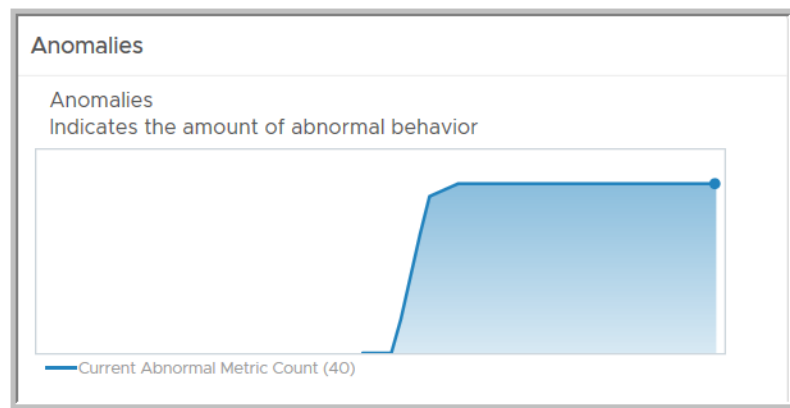 Anomalies
Anomalies
Indicates the amount of abnormal behavior
Current Abnormal Metric Count (40)